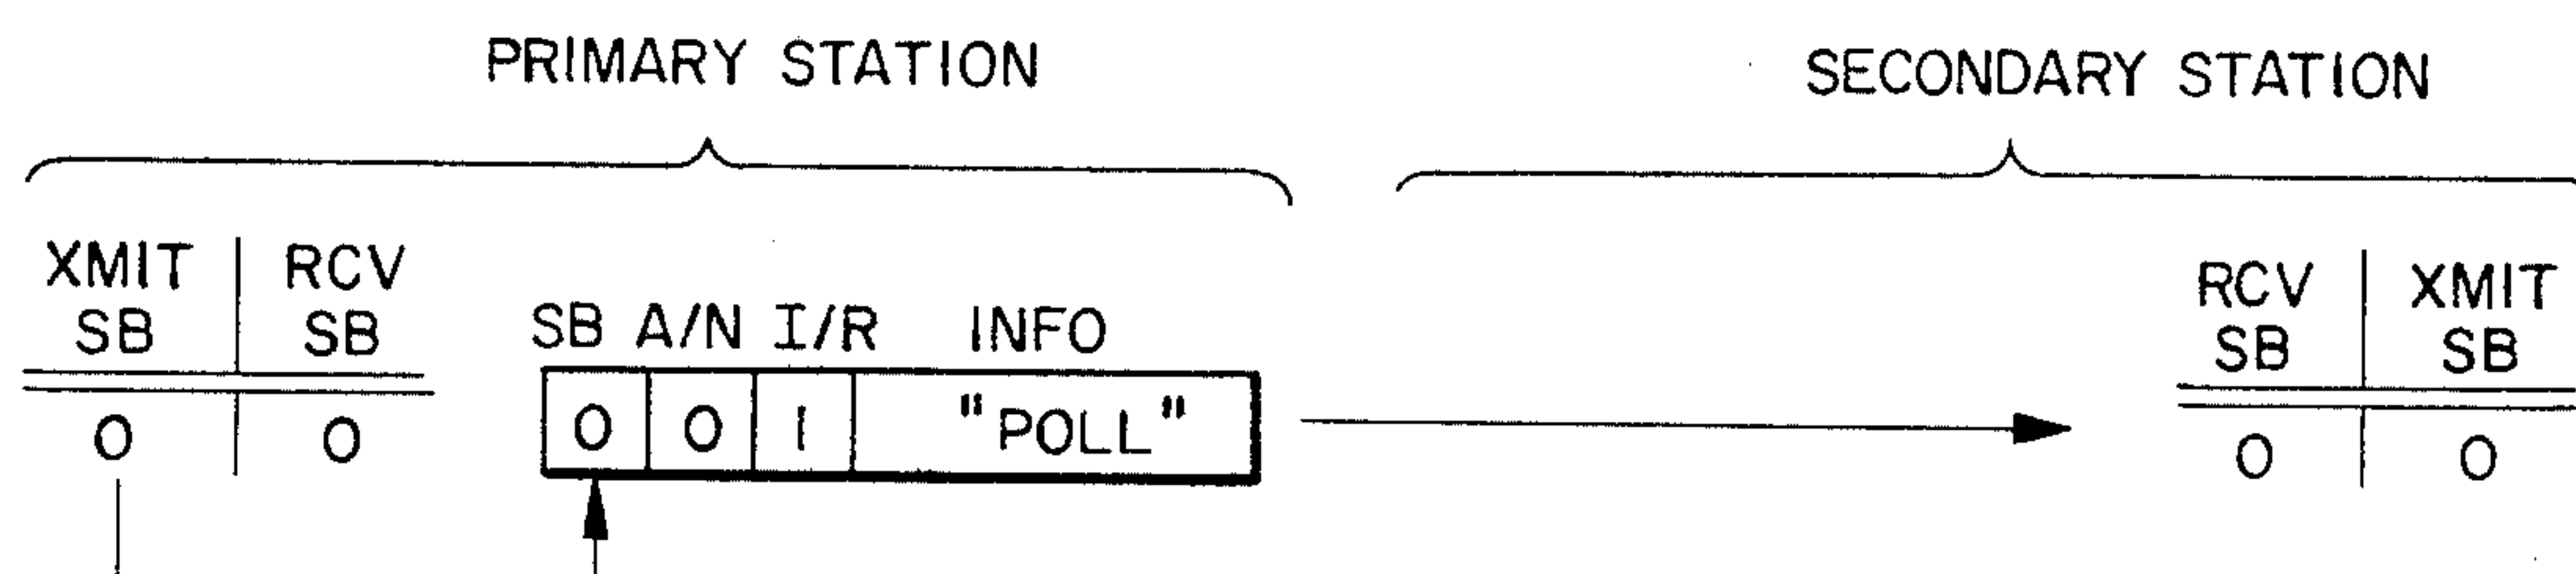 PRIMARY STATION
SECONDARY STATION
XMIT SB
RCV SB
SB A/N I/R INFO
RCV SB
XMIT SB
0 0
0 0 1 "POLL"
0 0